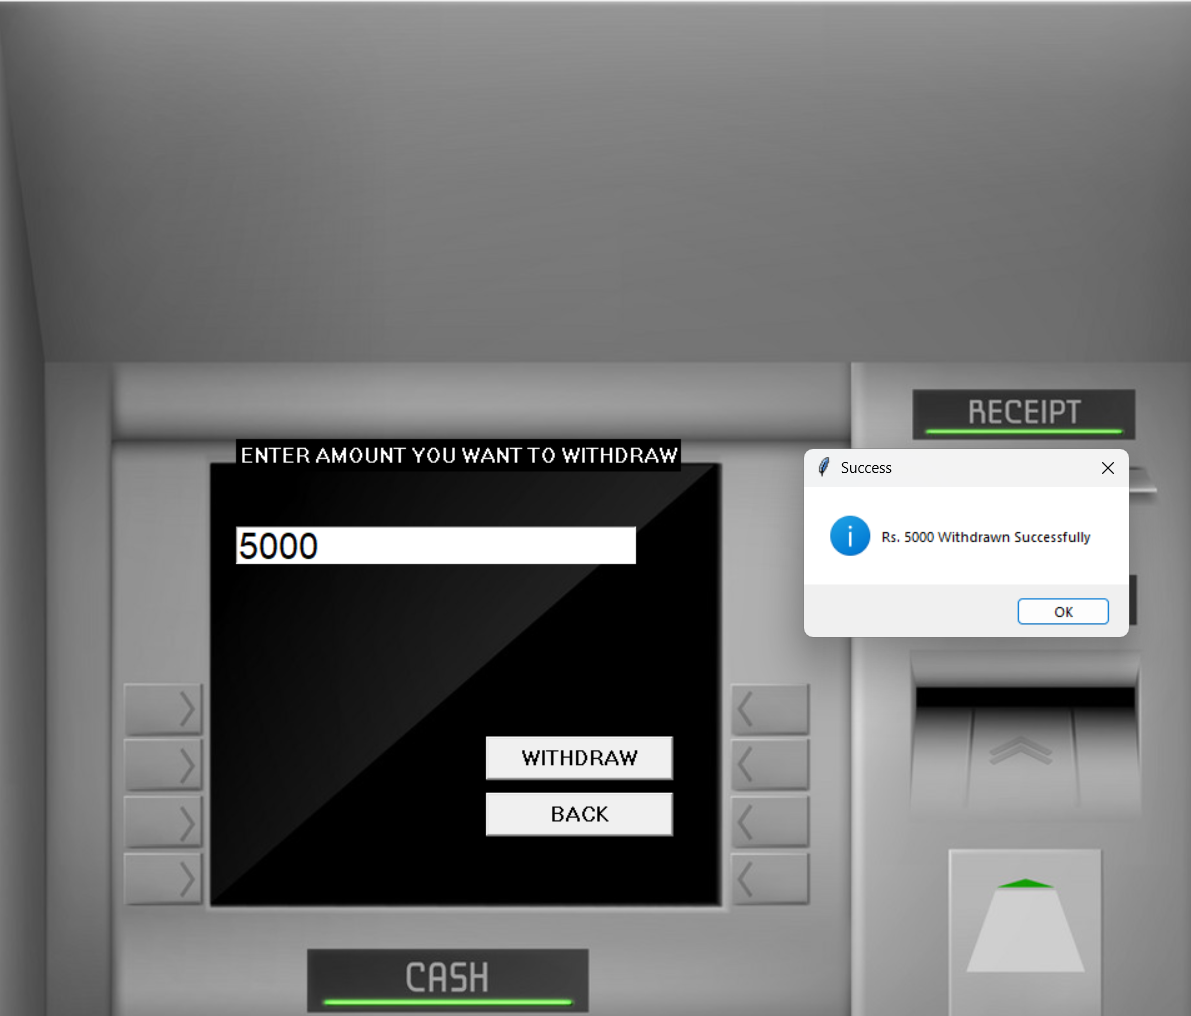 RECEIPT
ENTER AMOUNT YOU WANT TO WITHDRAW
Success
5000
Rs. 5000 Withdrawn Successfully
OK
WITHDRAW
BACK
CASH